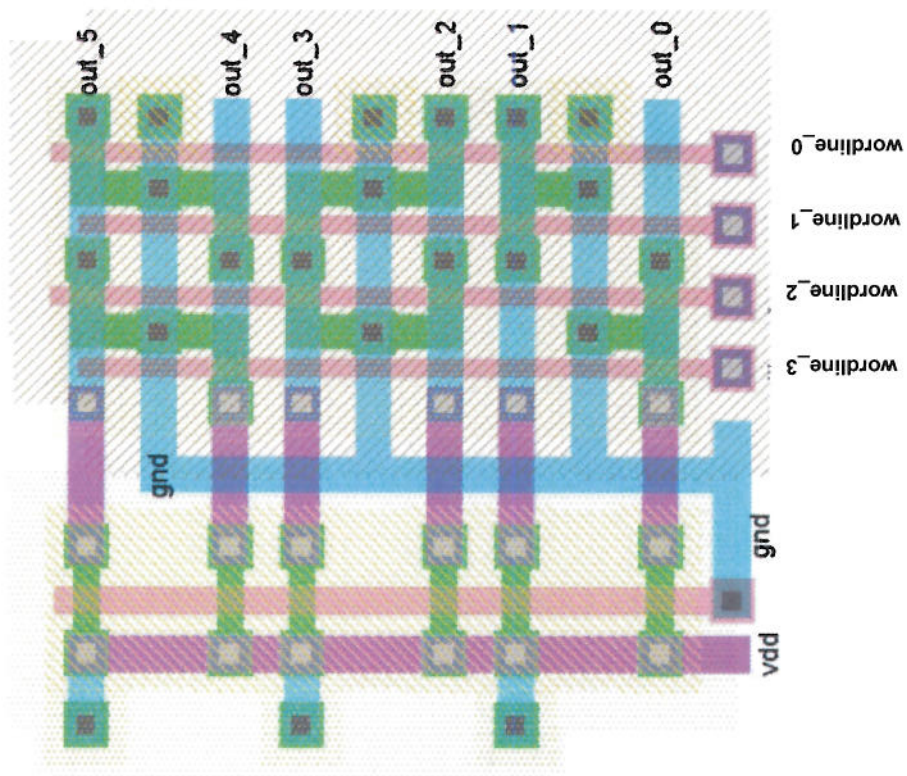 out_5
out_4
out_3
out_2
out_1
out_0
wordline_0
wordline_1
wordline_2
wordline_3
gnd
gnd
vdd